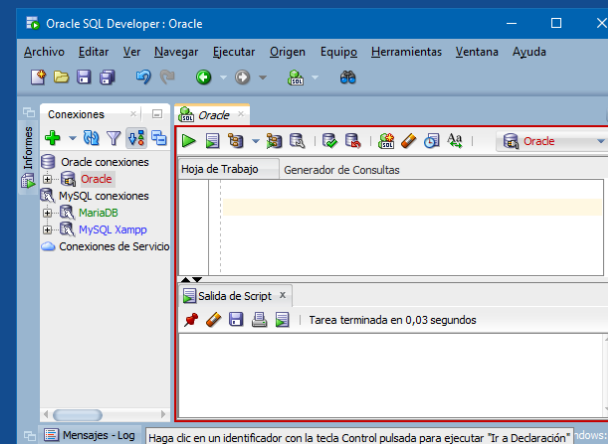 Oracle SQL Developer : Oracle
Archivo Editar Ver Navegar Ejecutar Origen Equipo Herramientas Ventana Ayuda
Conexiones
Oracle
Informes
Oracle conexiones
Oracle
MySQL conexiones
MariaDB
MySQL Xampp
Conexiones de Servicio
Oracle
Hoja de Trabajo Generador de Consultas
Salida de Script
Tarea terminada en 0,03 segundos
Mensajes - Log
Haga clic en un identificador con la tecla Control pulsada para ejecutar "Ir a Declaración"